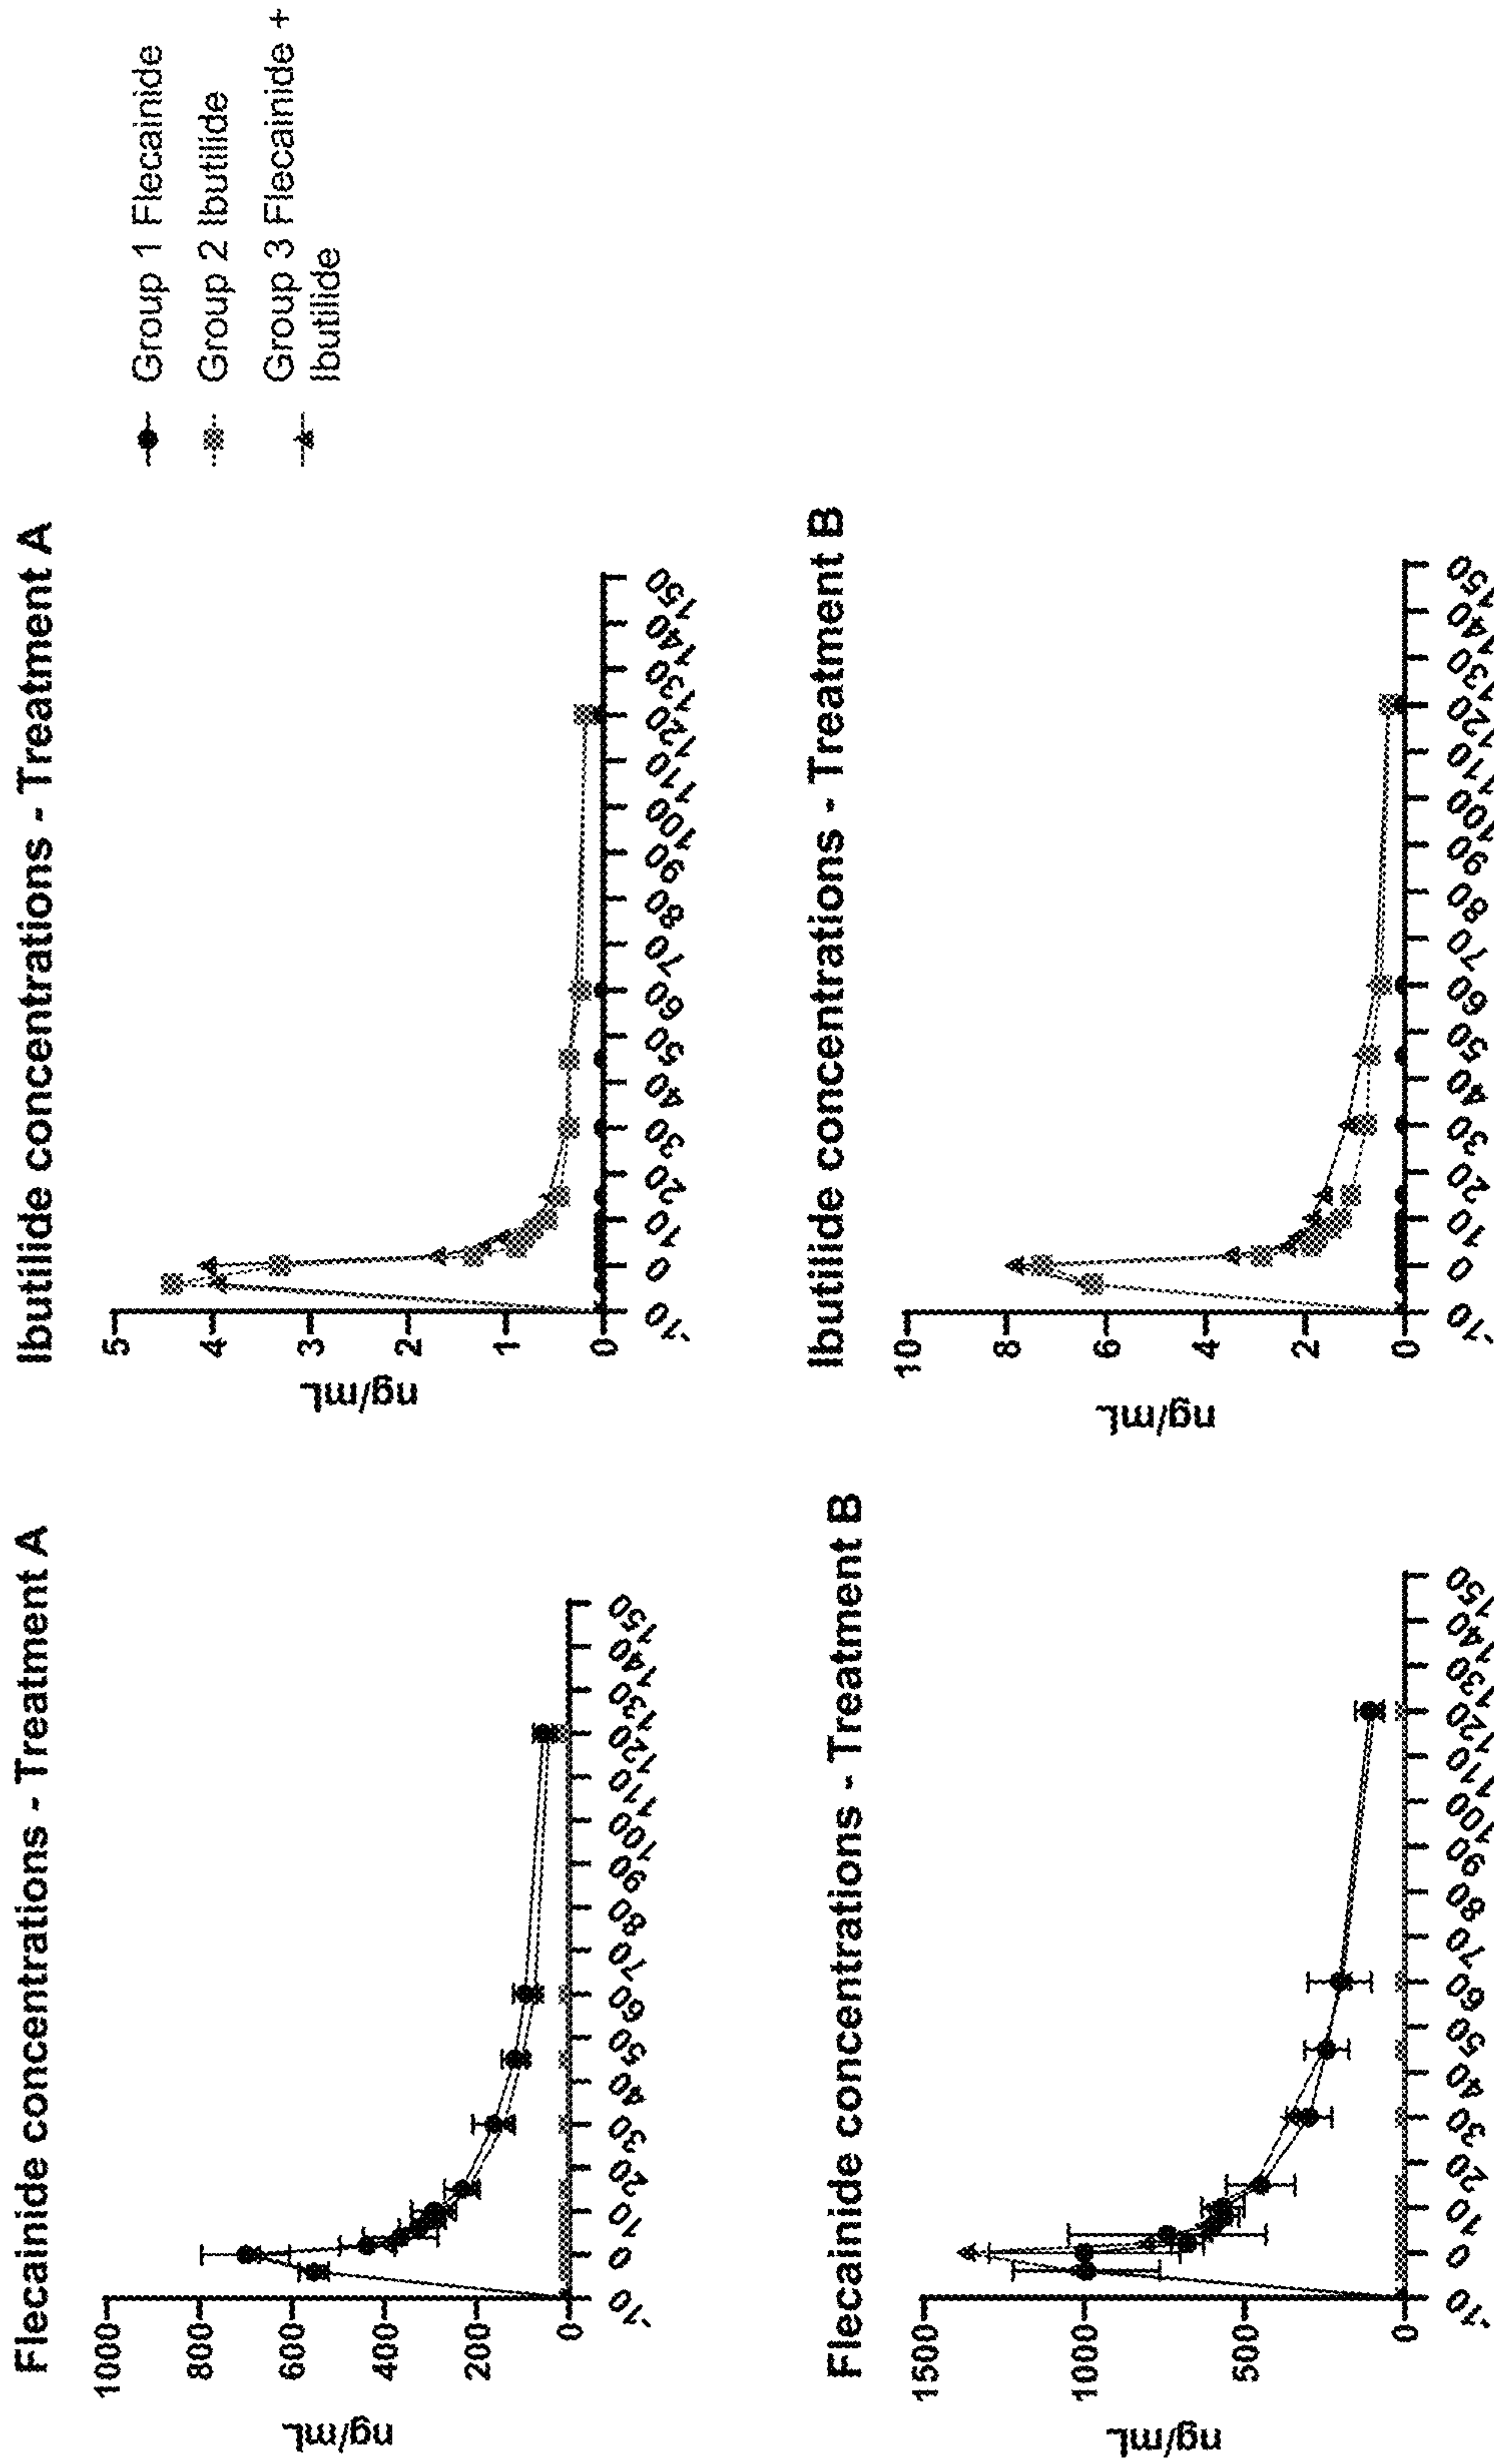 Flecainide concentrations - Treatment A
ng/mL
1000
800
600
400
200
0
-10 0 10 20 30 40 50 60 70 80 90 100 110 120 130 140 150
Ibutilide concentrations - Treatment A
ng/mL
5
4
3
2
1
0
-10 0 10 20 30 40 50 60 70 80 90 100 110 120 130 140 150
Group 1 Flecainide
Group 2 Ibutilide
Group 3 Flecainide +
Ibutilide
Flecainide concentrations - Treatment B
ng/mL
1500
1000
500
0
-10 0 10 20 30 40 50 60 70 80 90 100 110 120 130 140 150
Ibutilide concentrations - Treatment B
ng/mL
10
8
6
4
2
0
-10 0 10 20 30 40 50 60 70 80 90 100 110 120 130 140 150